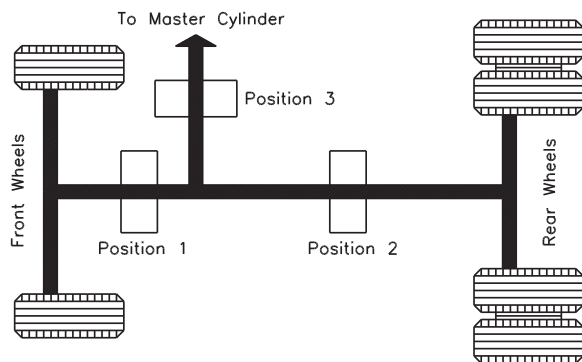 To Master Cylinder
Position 3
Front Wheels
Rear Wheels
Position 1
Position 2